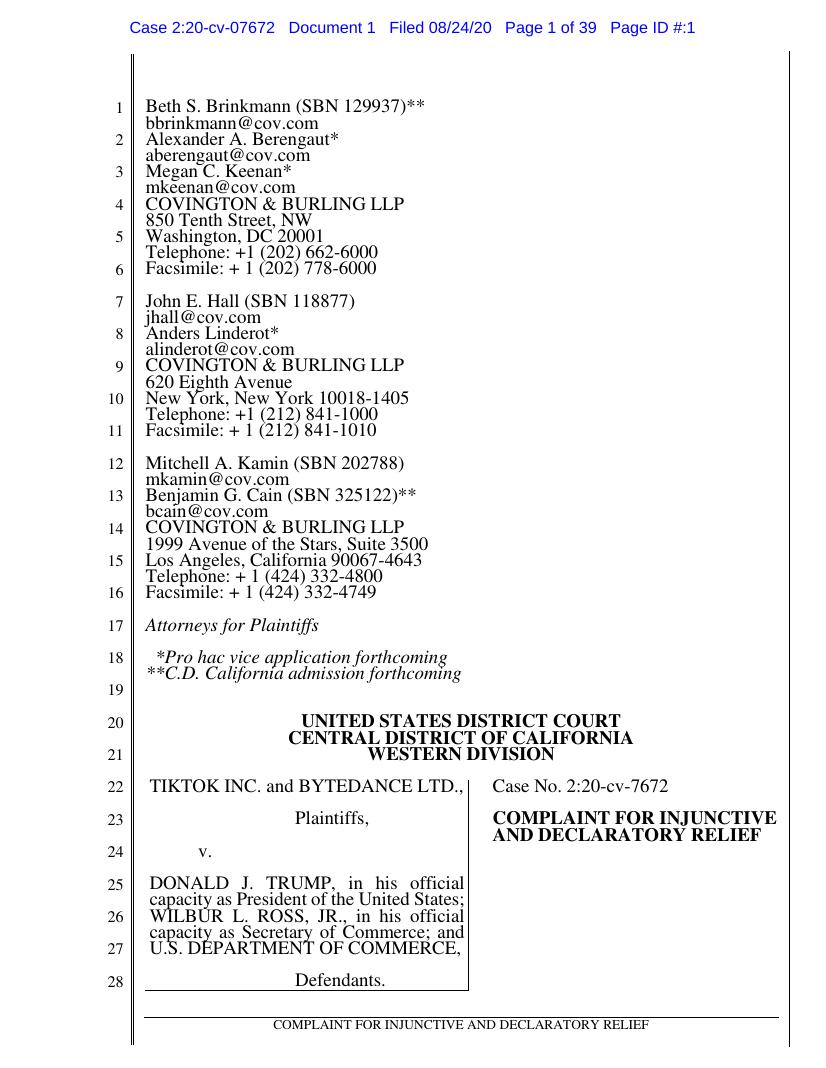 Case 2:20-cv-07672 Document 1 Filed 08/24/20 Page 1 of 39 Page ID #:1
1 Beth S. Brinkmann (SBN 129937)**
bbrinkmann@cov.com
2 Alexander A. Berengaut*
aberengaut@cov.com
3 Megan C. Keenan*
mkeenan@cov.com
4 COVINGTON & BURLING LLP
850 Tenth Street, NW
5 Washington, DC 20001
Telephone: +1 (202) 662-6000
6 Facsimile: + 1 (202) 778-6000
7 John E. Hall (SBN 118877)
jhall@cov.com
8 Anders Linderot*
alinderot@cov.com
9 COVINGTON & BURLING LLP
620 Eighth Avenue
10 New York, New York 10018-1405
Telephone: +1 (212) 841-1000
11 Facsimile: + 1 (212) 841-1010
12 Mitchell A. Kamin (SBN 202788)
mkamin@cov.com
13 Benjamin G. Cain (SBN 325122)**
bcain@cov.com
14 COVINGTON & BURLING LLP
1999 Avenue of the Stars, Suite 3500
15 Los Angeles, California 90067-4643
Telephone: + 1 (424) 332-4800
16 Facsimile: + 1 (424) 332-4749
17 Attorneys for Plaintiffs
18 *Pro hac vice application forthcoming
**C.D. California admission forthcoming
19
20 UNITED STATES DISTRICT COURT
CENTRAL DISTRICT OF CALIFORNIA
21 WESTERN DIVISION
22 TIKTOK INC. and BYTEDANCE LTD., Case No. 2:20-cv-7672
23 Plaintiffs, COMPLAINT FOR INJUNCTIVE
AND DECLARATORY RELIEF
24 v.
25 DONALD J. TRUMP, in his official
capacity as President of the United States;
26 WILBUR L. ROSS, JR., in his official
capacity as Secretary of Commerce; and
27 U.S. DEPARTMENT OF COMMERCE,
28 Defendants.
COMPLAINT FOR INJUNCTIVE AND DECLARATORY RELIEF